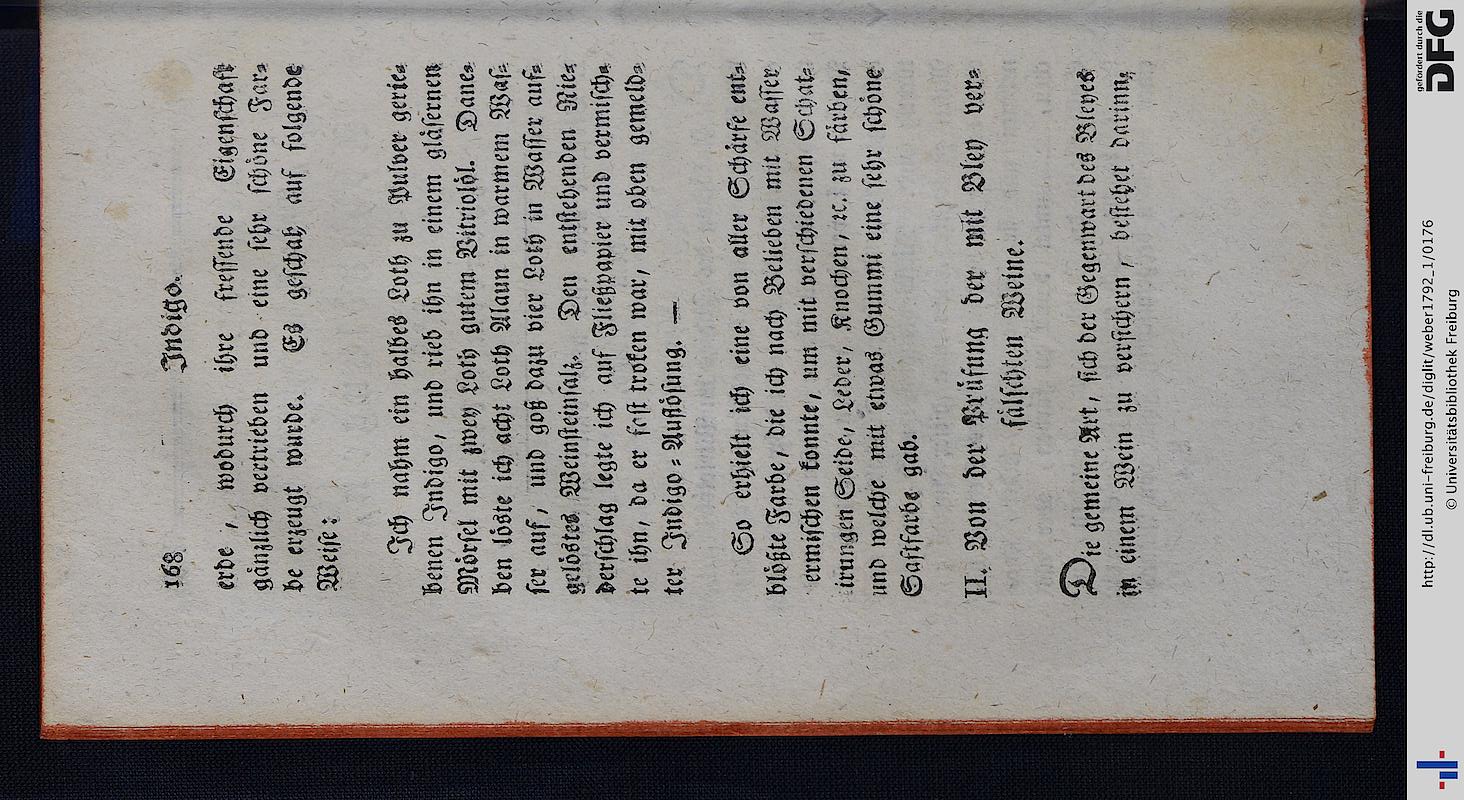 168 Indigo.
erde, wodurch ihre fressende Eigenschaft
gänzlich vertrieben und eine sehr schöne Far⸗
be erzeugt wurde. Es geschah auf folgende
Weise:
Ich nahm ein halbes Loth zu Pulver gerie⸗
benen Indigo, und rieb ihn in einem gläsernen
Mörsel mit zwey Loth gutem Vitriolöl. Dane⸗
ben löste ich acht Loth Alaun in warmem Was⸗
ser auf, und goß dazu vier Loth in Wasser auf⸗
gelöstes Weinsteinsalz. Den entstehenden Nie⸗
derschlag legte ich auf Fließpapier und vermisch⸗
te ihn, da er fast troken war, mit oben gemeld⸗
ter Indigo⸗Auflösung. —
So erhielt ich eine von aller Schärfe ent⸗
blößte Farbe, die ich nach Belieben mit Wasser
ermischen konnte, um mit verschiedenen Schat⸗
irungen Seide, Leder, Knochen, ꝛc. zu färben,
und welche mit etwas Gummi eine sehr schöne
Saftfarbe gab.
II. Von der Prüfung der mit Bley ver⸗
fälschten Weine.
Die gemeine Art, sich der Gegenwart des Bleyes
in einem Wein zu versichern, bestehet darinn,
gefördert durch die
DFG
http://dl.ub.uni-freiburg.de/diglit/weber1792_1/0176
© Universitätsbibliothek Freiburg